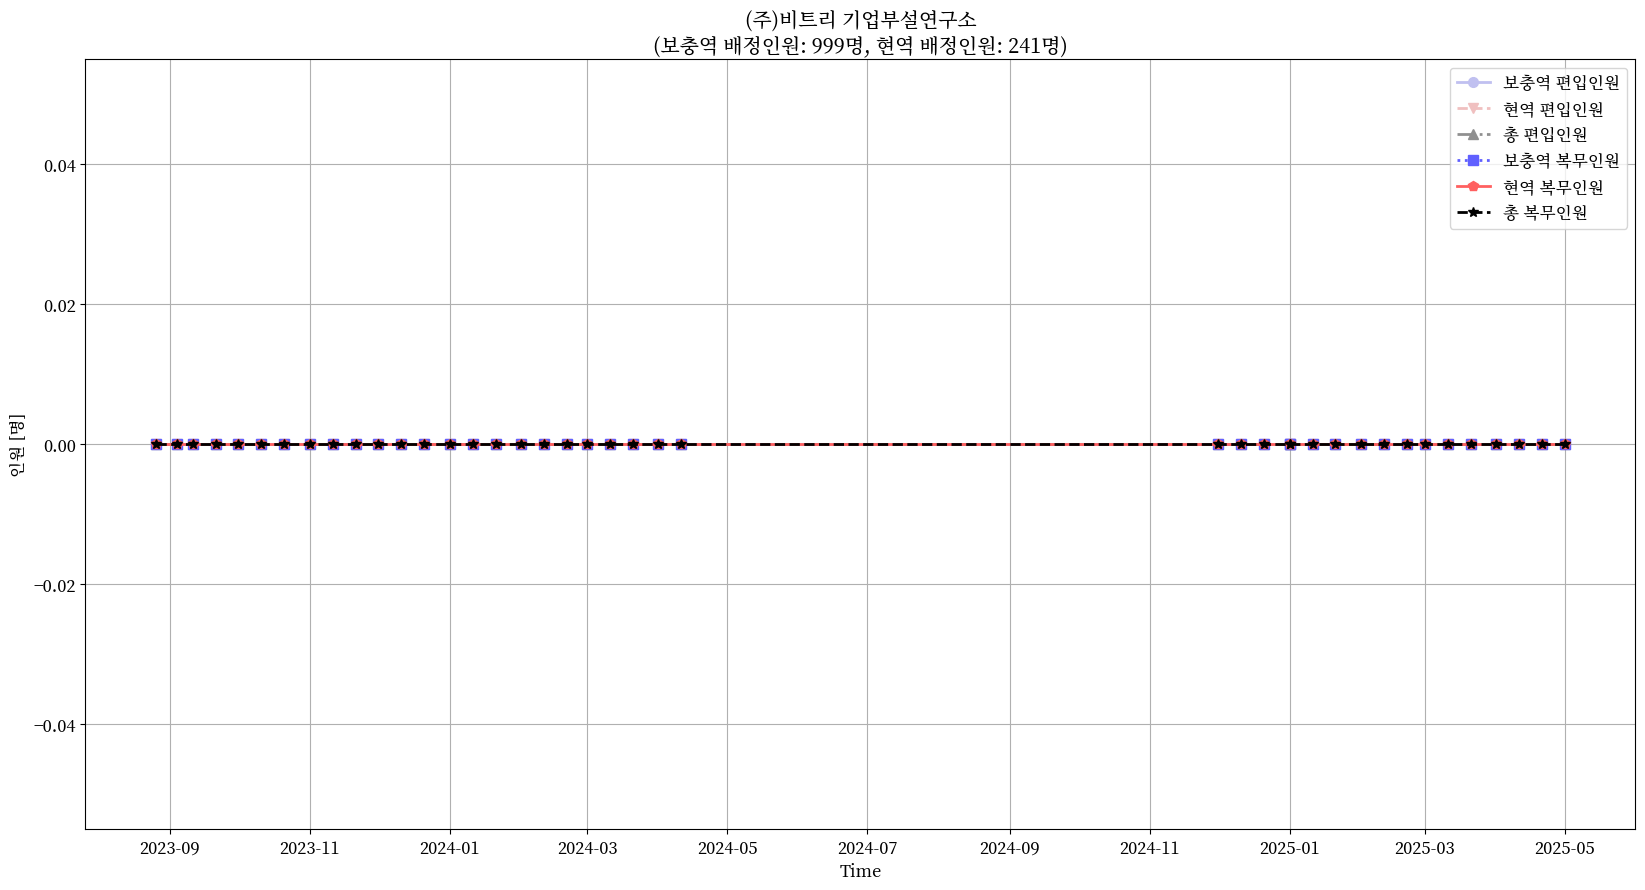 (주)비트리 기업부설연구소
(보충역 배정인원: 999명, 현역 배정인원: 241명)
보충역 편입인원
현역 편입인원
총 편입인원
보충역 복무인원
현역 복무인원
총 복무인원
0.04
0.02
0.00
−0.02
−0.04
인원 [명]
2023-09 2023-11 2024-01 2024-03 2024-05 2024-07 2024-09 2024-11 2025-01 2025-03 2025-05
Time